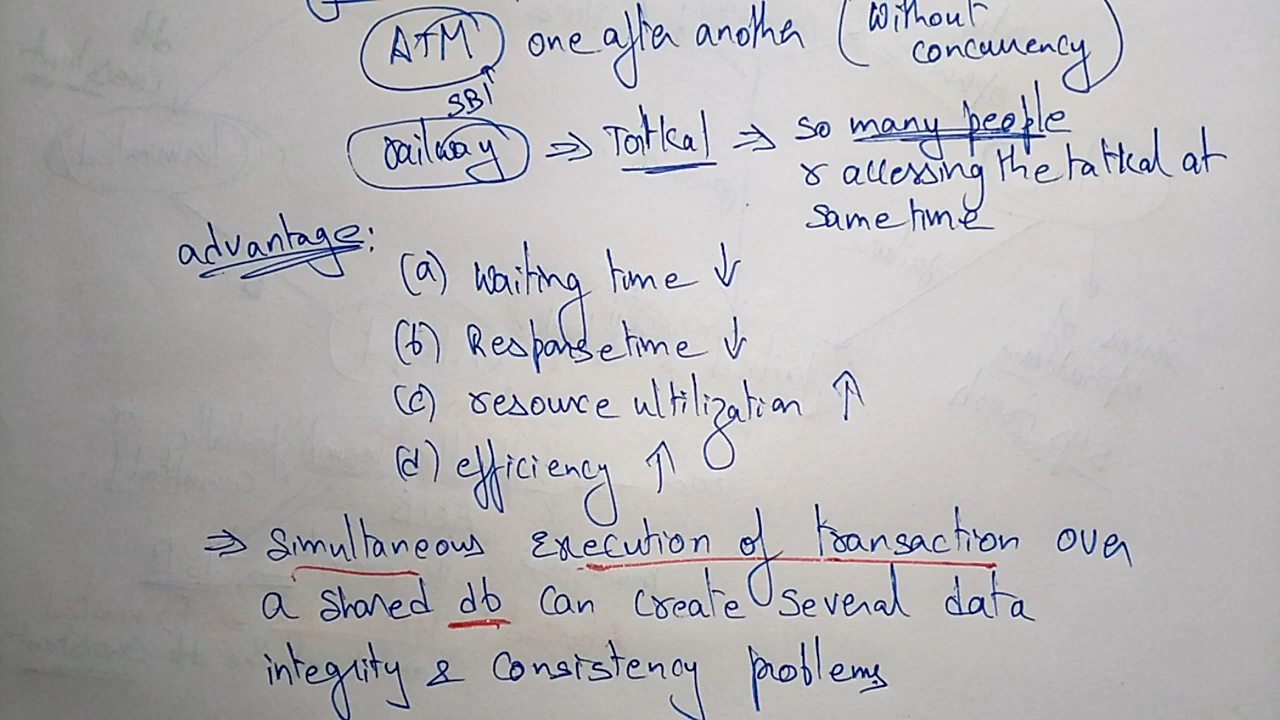 ATM one after another (without
concurrency)
SBI
railway ⇒ Tatkal ⇒ so many people
r accessing the tatkal at
same time
advantage:
(a) waiting time ↓
(b) Response time ↓
(c) resource ultilization ↑
(d) efficiency ↑
⇒ Simultaneous Execution of transaction over
a shared db can create several data
integrity & consistency problems